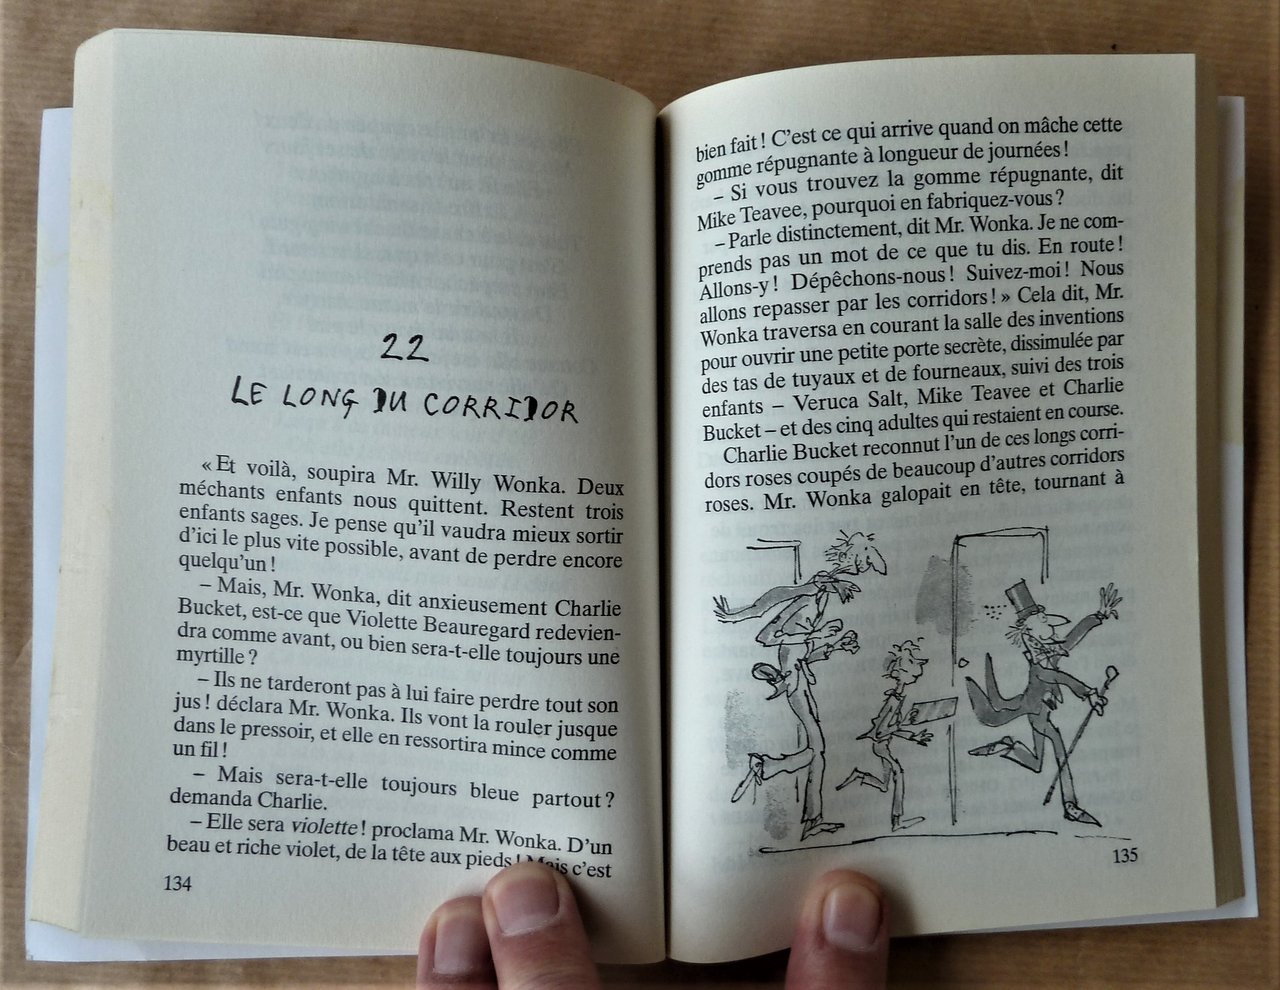 22
LE LONG DU CORRIDOR
« Et voilà, soupira Mr. Willy Wonka. Deux
méchants enfants nous quittent. Restent trois
enfants sages. Je pense qu'il vaudra mieux sortir
d'ici le plus vite possible, avant de perdre encore
quelqu'un !
– Mais, Mr. Wonka, dit anxieusement Charlie
Bucket, est-ce que Violette Beauregard redevien-
dra comme avant, ou bien sera-t-elle toujours une
myrtille ?
– Ils ne tarderont pas à lui faire perdre tout son
jus ! déclara Mr. Wonka. Ils vont la rouler jusque
dans le pressoir, et elle en ressortira mince comme
un fil !
– Mais sera-t-elle toujours bleue partout ?
demanda Charlie.
– Elle sera violette ! proclama Mr. Wonka. D'un
beau et riche violet, de la tête aux pieds ! Mais c'est
134
bien fait ! C'est ce qui arrive quand on mâche cette
gomme répugnante à longueur de journées !
– Si vous trouvez la gomme répugnante, dit
Mike Teavee, pourquoi en fabriquez-vous ?
– Parle distinctement, dit Mr. Wonka. Je ne com-
prends pas un mot de ce que tu dis. En route !
Allons-y ! Dépêchons-nous ! Suivez-moi ! Nous
allons repasser par les corridors ! » Cela dit, Mr.
Wonka traversa en courant la salle des inventions
pour ouvrir une petite porte secrète, dissimulée par
des tas de tuyaux et de fourneaux, suivi des trois
enfants – Veruca Salt, Mike Teavee et Charlie
Bucket – et des cinq adultes qui restaient en course.
Charlie Bucket reconnut l'un de ces longs corri-
dors roses coupés de beaucoup d'autres corridors
roses. Mr. Wonka galopait en tête, tournant à
135